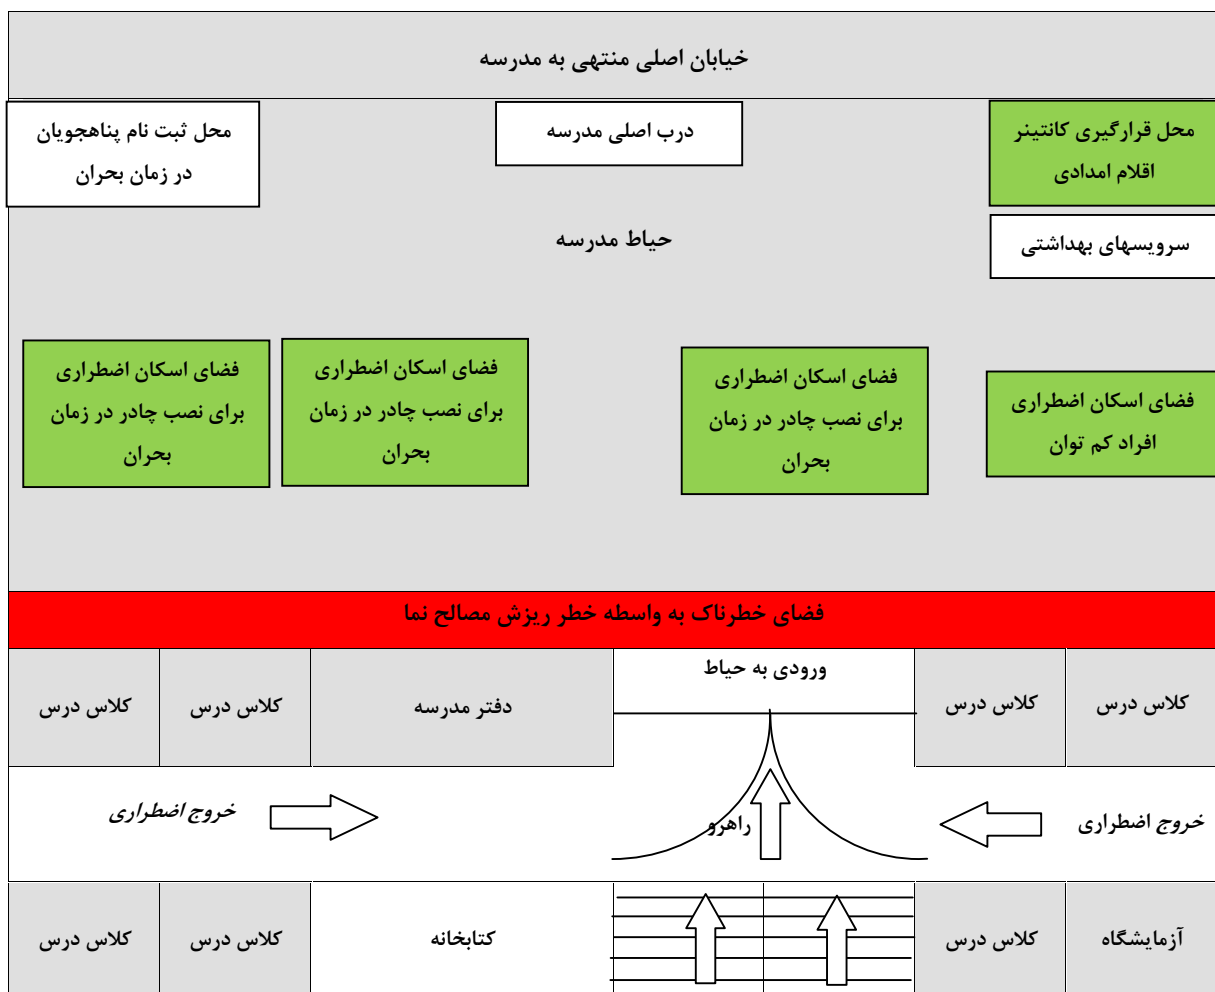 خیابان اصلی منتهی به مدرسه
محل قرارگیری کانتینر
اقلام امدادی
درب اصلی مدرسه
محل ثبت نام پناهجویان
در زمان بحران
سرویسهای بهداشتی
حیاط مدرسه
فضای اسکان اضطراری
افراد کم توان
فضای اسکان اضطراری
برای نصب چادر در زمان
بحران
فضای اسکان اضطراری
برای نصب چادر در زمان
بحران
فضای اسکان اضطراری
برای نصب چادر در زمان
بحران
فضای خطرناک به واسطه خطر ریزش مصالح نما
کلاس درس
کلاس درس
ورودی به حیاط
دفتر مدرسه
کلاس درس
کلاس درس
خروج اضطراری
راهرو
خروج اضطراری
آزمایشگاه
کلاس درس
کتابخانه
کلاس درس
کلاس درس